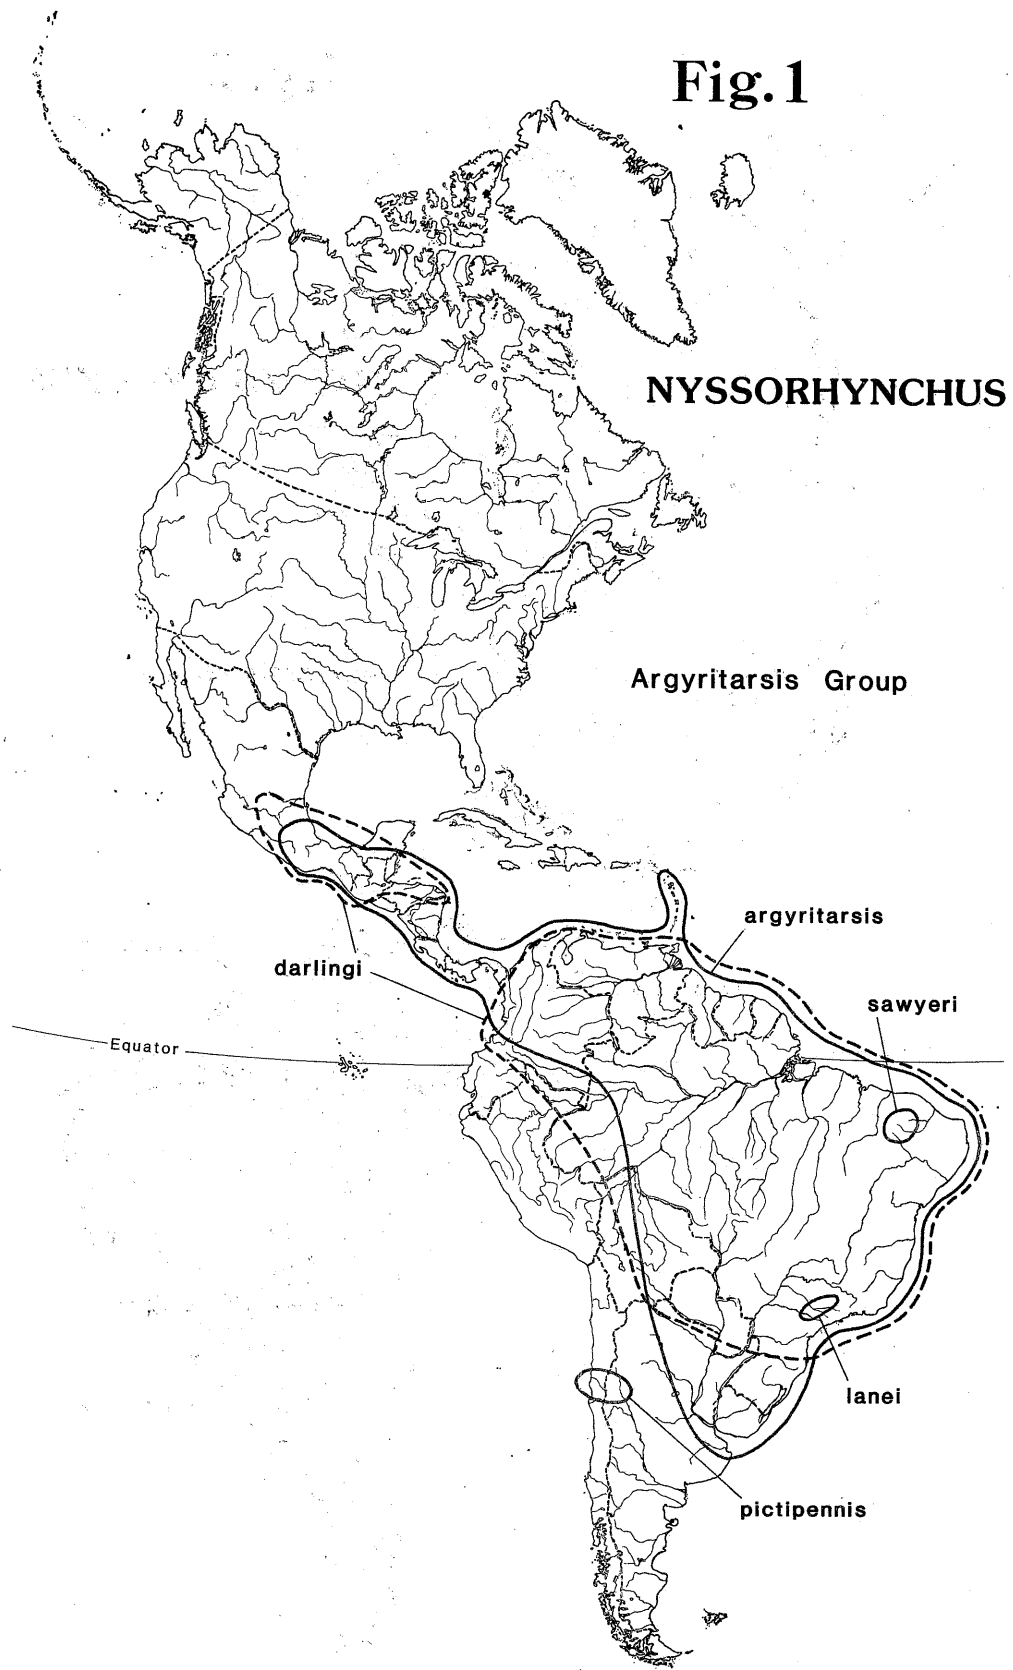 Fig. 1
NYSSORHYNCHUS
Argyritarsis Group
argyritarsis
darlingi
sawyeri
Equator
lanei
pictipennis